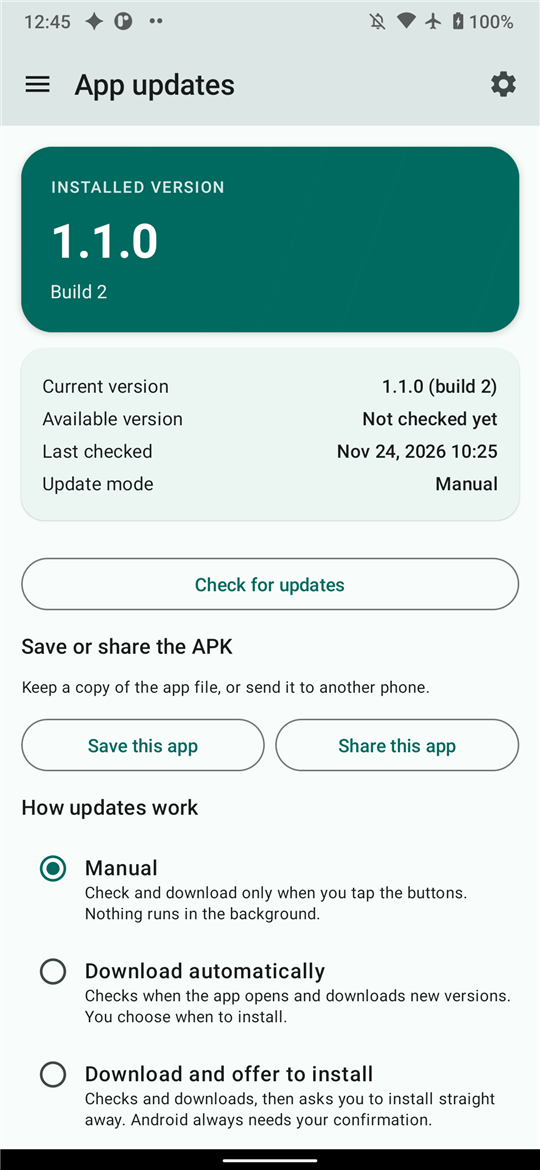 12:45
100%
App updates
INSTALLED VERSION
1.1.0
Build 2
Current version 1.1.0 (build 2)
Available version Not checked yet
Last checked Nov 24, 2026 10:25
Update mode Manual
Check for updates
Save or share the APK
Keep a copy of the app file, or send it to another phone.
Save this app Share this app
How updates work
Manual
Check and download only when you tap the buttons.
Nothing runs in the background.
Download automatically
Checks when the app opens and downloads new versions.
You choose when to install.
Download and offer to install
Checks and downloads, then asks you to install straight
away. Android always needs your confirmation.